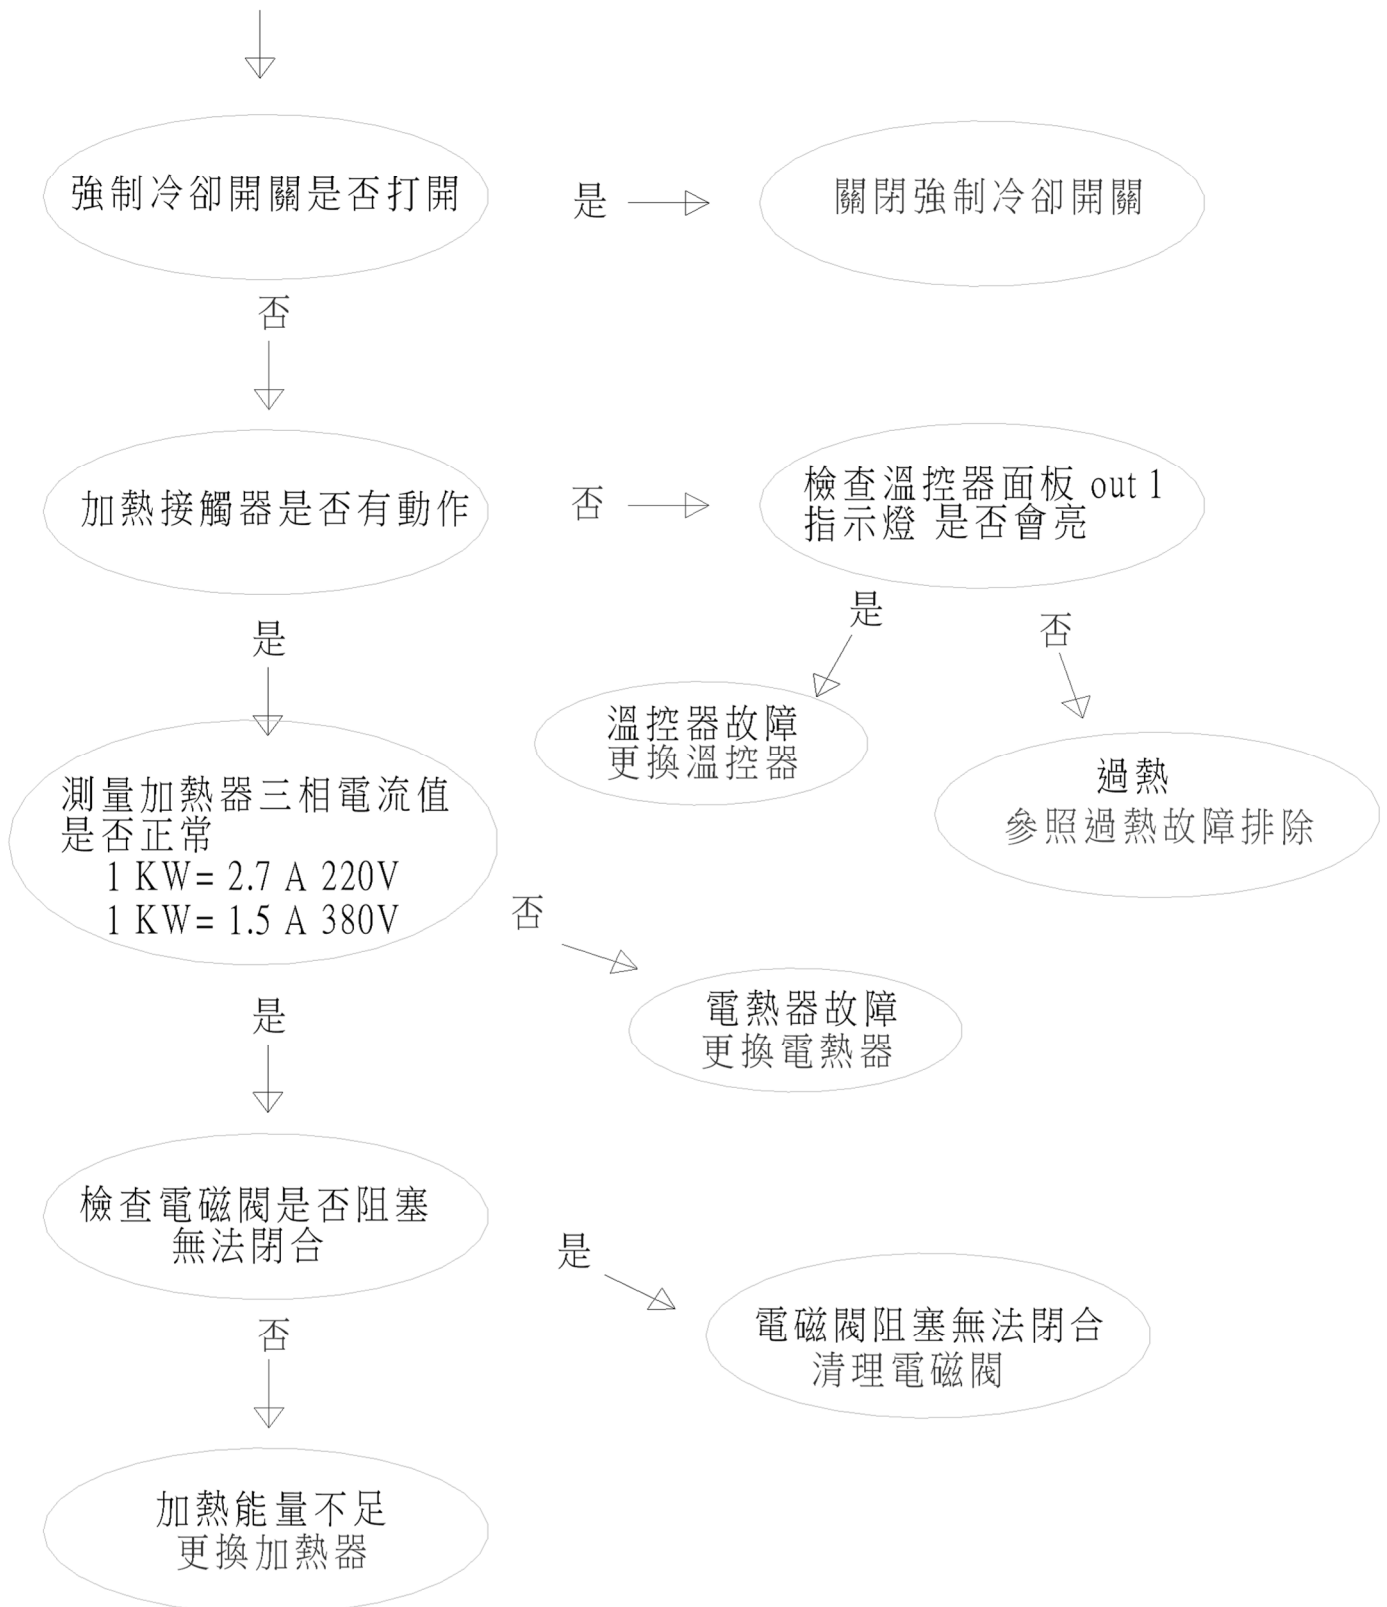 強制冷卻開關是否打開
是
關閉強制冷卻開關
否
加熱接觸器是否有動作
否
檢查溫控器面板 out 1
指示燈 是否會亮
是
否
是
溫控器故障
更換溫控器
過熱
參照過熱故障排除
測量加熱器三相電流值
是否正常
1 KW= 2.7 A 220V
1 KW= 1.5 A 380V
否
電熱器故障
更換電熱器
是
檢查電磁閥是否阻塞
無法閉合
是
電磁閥阻塞無法閉合
清理電磁閥
否
加熱能量不足
更換加熱器